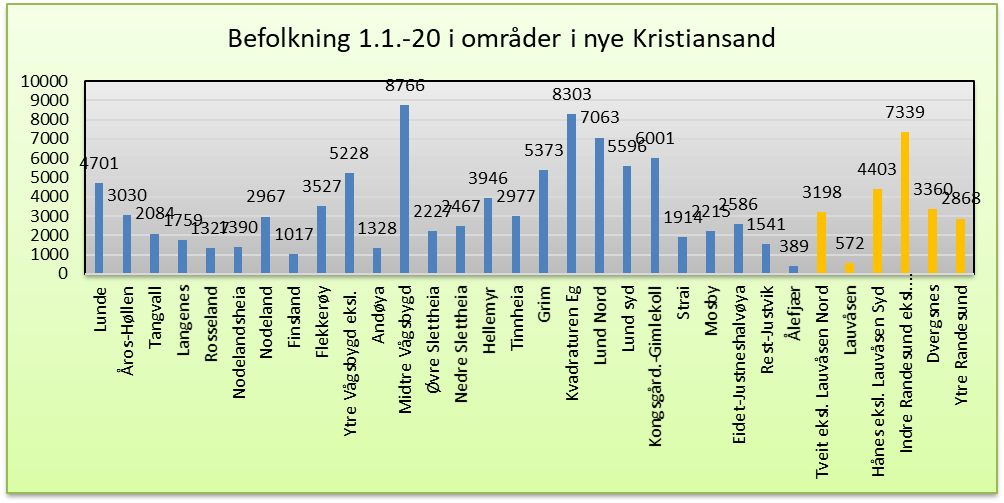 Befolkning 1.1.-20 i områder i nye Kristiansand
10000
9000
8000
7000
6000
5000
4000
3000
2000
1000
0
4701
3030
2084
1759
1327
1390
2967
1017
3527
5228
1328
8766
2227
2467
3946
2977
5373
8303
7063
5596
6001
1914
2215
2586
1541
389
3198
572
4403
7339
3360
2868
Lunde
Åros-Høllen
Tangvall
Langenes
Rosseland
Nodelandsheia
Nodeland
Finsland
Flekkerøy
Ytre Vågsbygd eksl.
Andøya
Midtre Vågsbygd
Øvre Slettheia
Nedre Slettheia
Hellemyr
Tinnheia
Grim
Kvadraturen Eg
Lund Nord
Lund syd
Kongsgård.-Gimlekoll
Strai
Mosby
Eidet-Justneshalvøya
Rest-Justvik
Ålefjær
Tveit eksl. Lauvåsen Nord
Lauvåsen
Hånes eksl. Lauvåsen Syd
Indre Randesund eksl....
Dvergsnes
Ytre Randesund